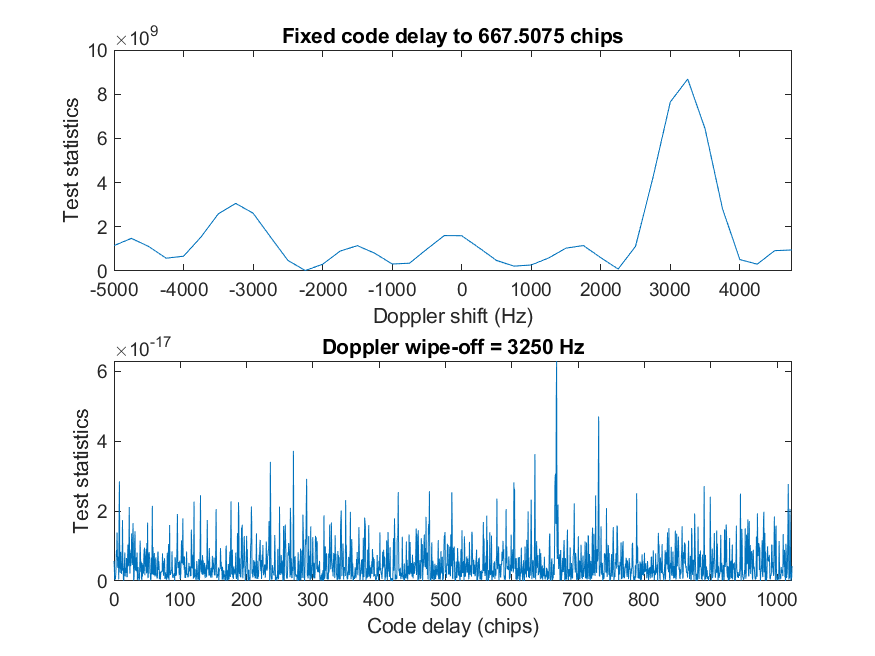 ×10^9
Fixed code delay to 667.5075 chips
10
8
6
4
2
0
Test statistics
-5000 -4000 -3000 -2000 -1000 0 1000 2000 3000 4000
Doppler shift (Hz)
×10^-17
Doppler wipe-off = 3250 Hz
6
4
2
0
Test statistics
0 100 200 300 400 500 600 700 800 900 1000
Code delay (chips)